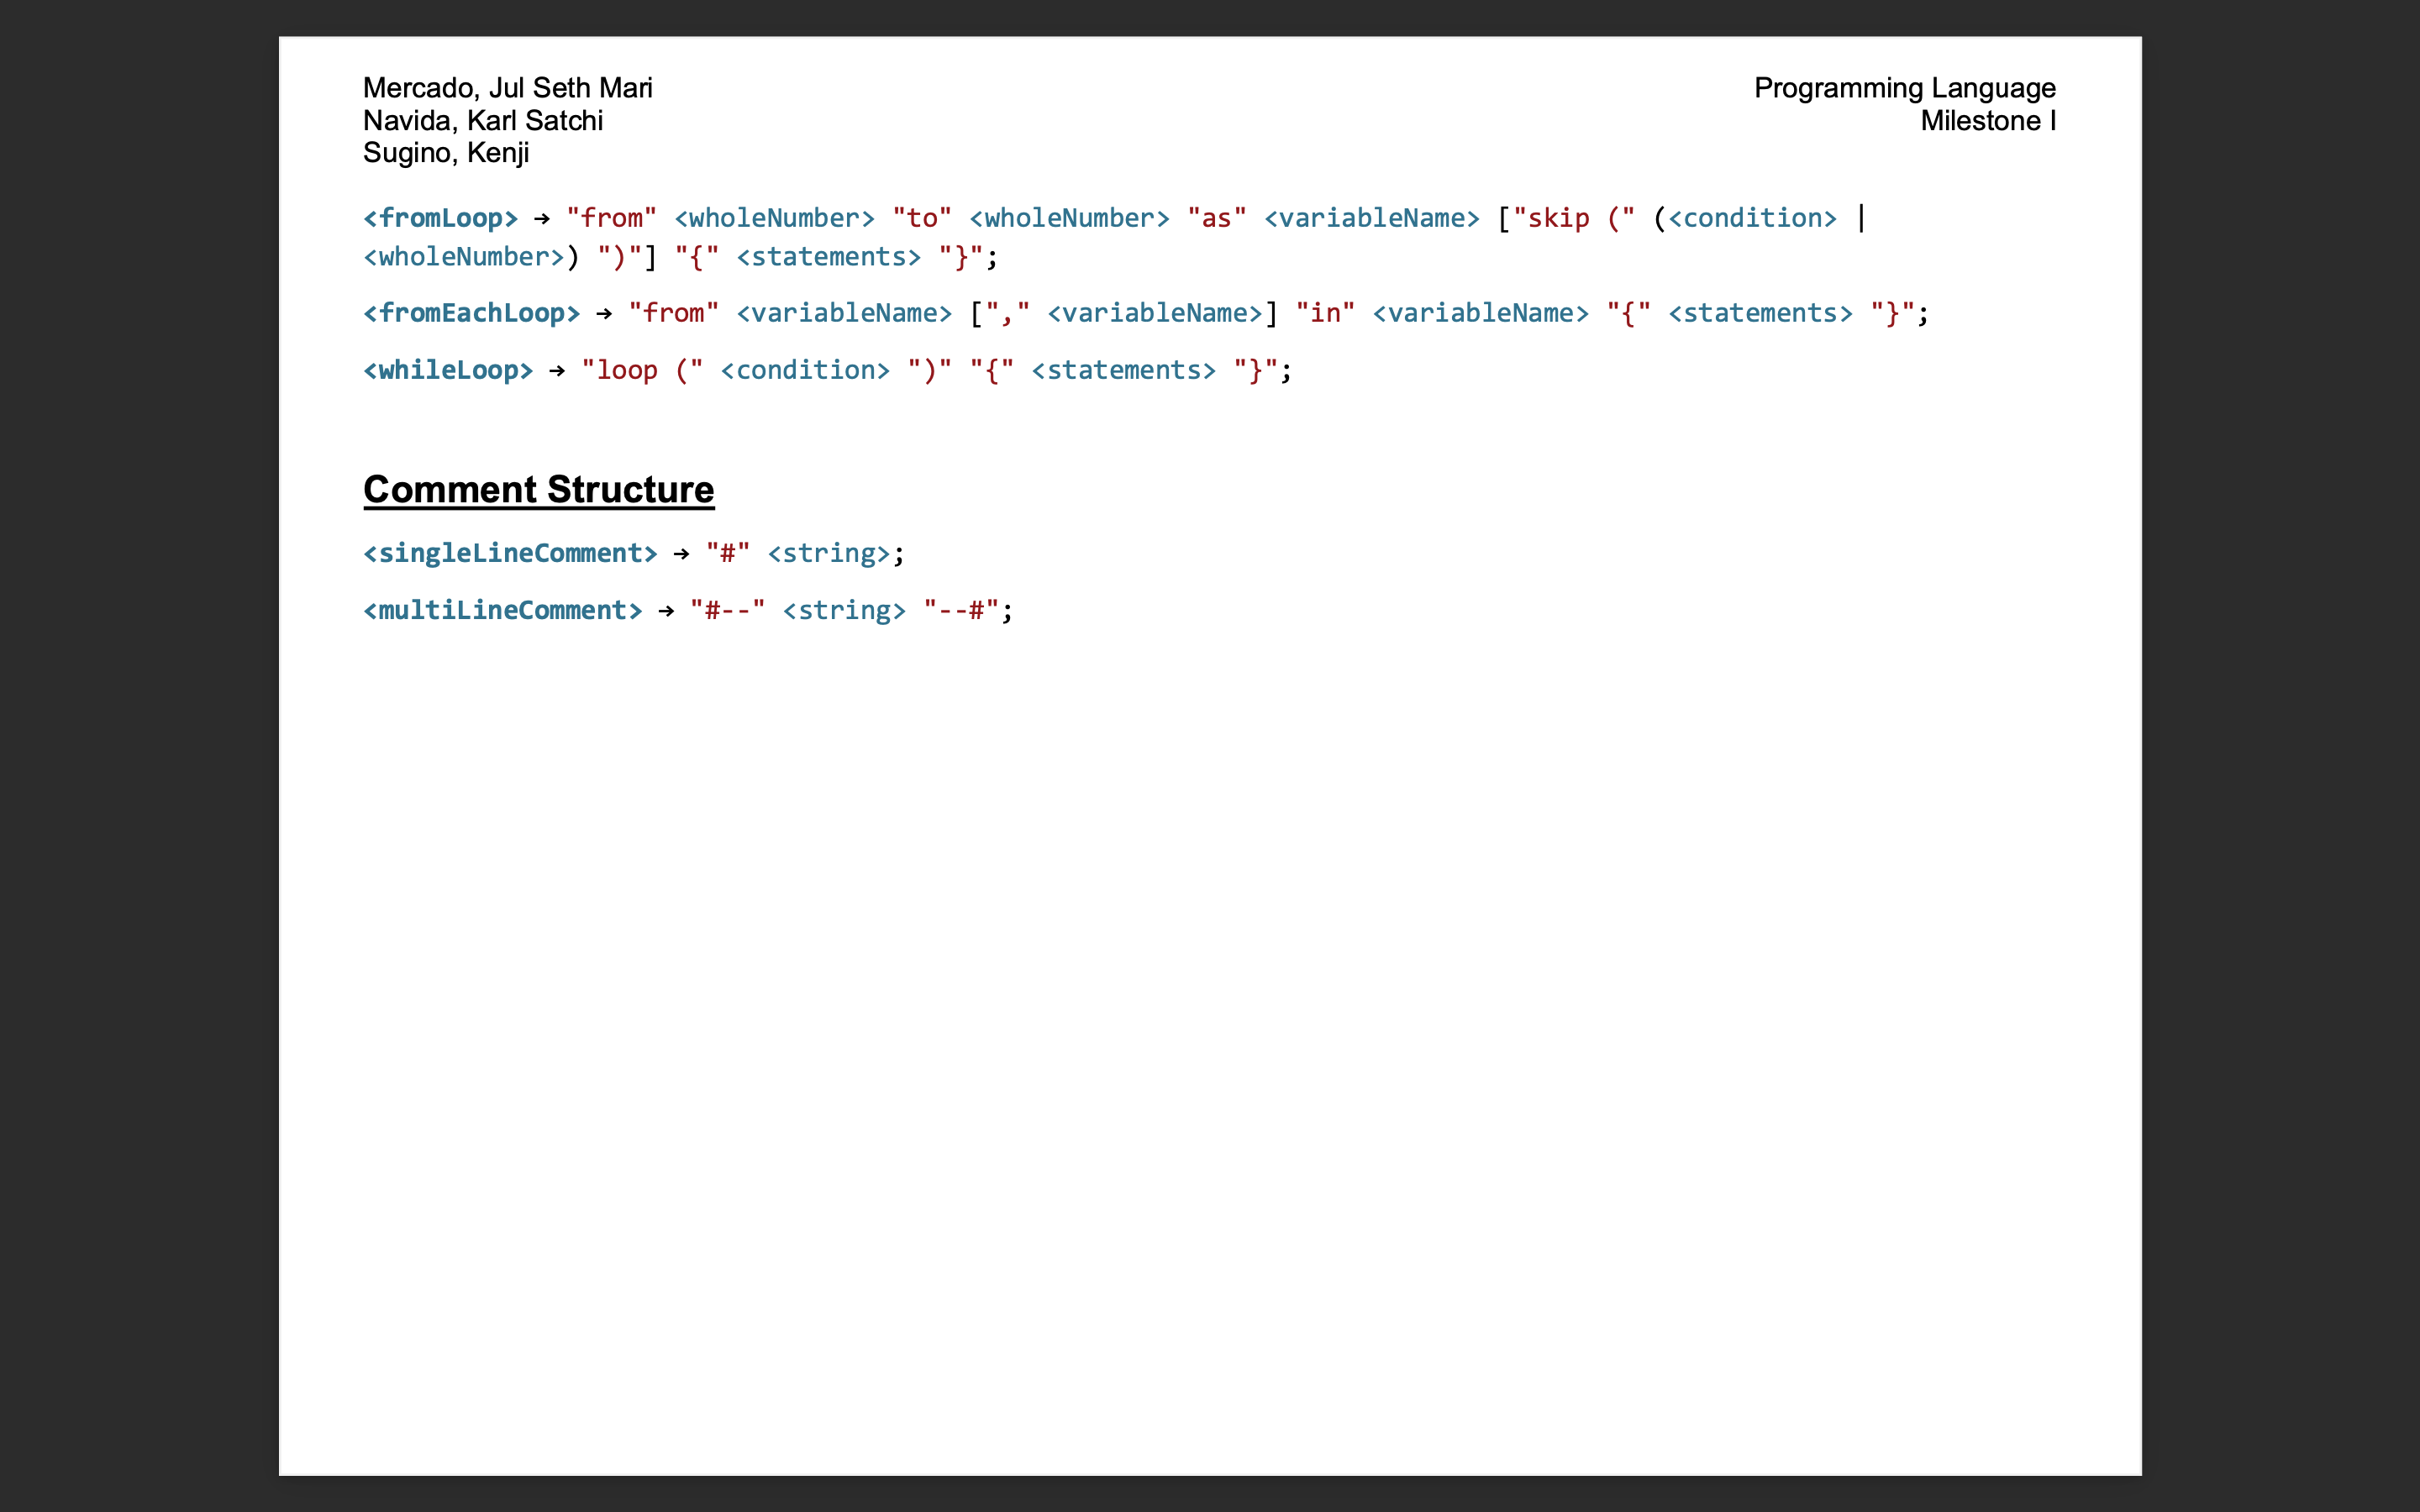 Mercado, Jul Seth Mari
Navida, Karl Satchi
Sugino, Kenji
Programming Language
Milestone I
<fromLoop> → "from" <wholeNumber> "to" <wholeNumber> "as" <variableName> ["skip (" (<condition> |
<wholeNumber>) ")"] "{" <statements> "}";
<fromEachLoop> → "from" <variableName> ["," <variableName>] "in" <variableName> "{" <statements> "}";
<whileLoop> → "loop (" <condition> ")" "{" <statements> "}";
Comment Structure
<singleLineComment> → "#" <string>;
<multiLineComment> → "#--" <string> "--#";